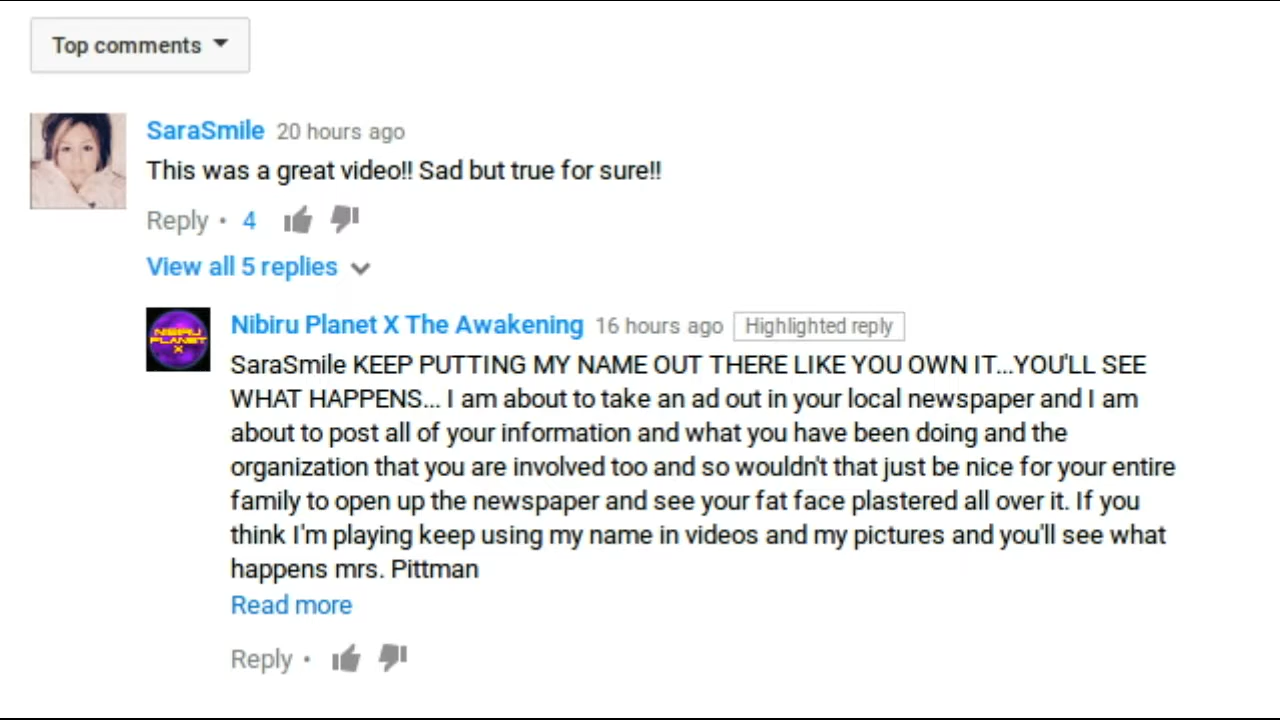 Top comments
SaraSmile 20 hours ago
This was a great video!! Sad but true for sure!!
Reply • 4
View all 5 replies
NIBIRU
PLANET
X
Nibiru Planet X The Awakening 16 hours ago Highlighted reply
SaraSmile KEEP PUTTING MY NAME OUT THERE LIKE YOU OWN IT...YOU'LL SEE
WHAT HAPPENS... I am about to take an ad out in your local newspaper and I am
about to post all of your information and what you have been doing and the
organization that you are involved too and so wouldn't that just be nice for your entire
family to open up the newspaper and see your fat face plastered all over it. If you
think I'm playing keep using my name in videos and my pictures and you'll see what
happens mrs. Pittman
Read more
Reply •